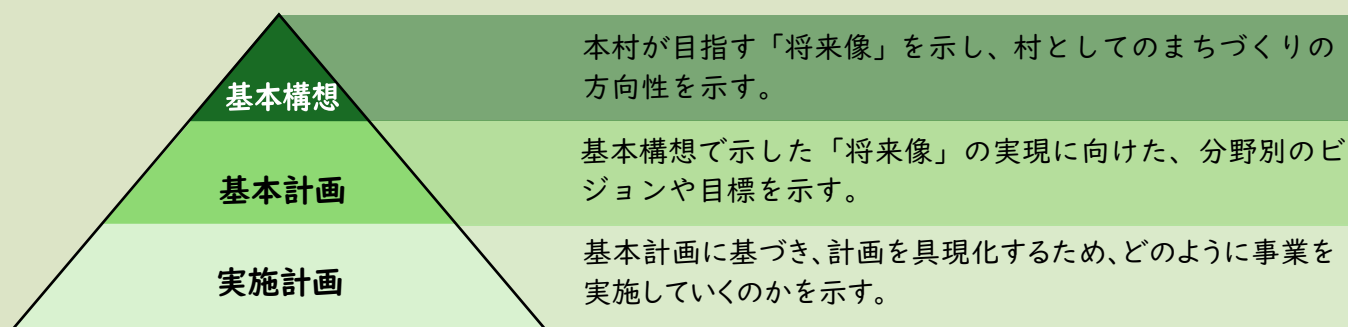 基本構想
本村が目指す「将来像」を示し、村としてのまちづくりの
方向性を示す。
基本計画
基本構想で示した「将来像」の実現に向けた、分野別のビ
ジョンや目標を示す。
実施計画
基本計画に基づき、計画を具現化するため、どのように事業を
実施していくのかを示す。